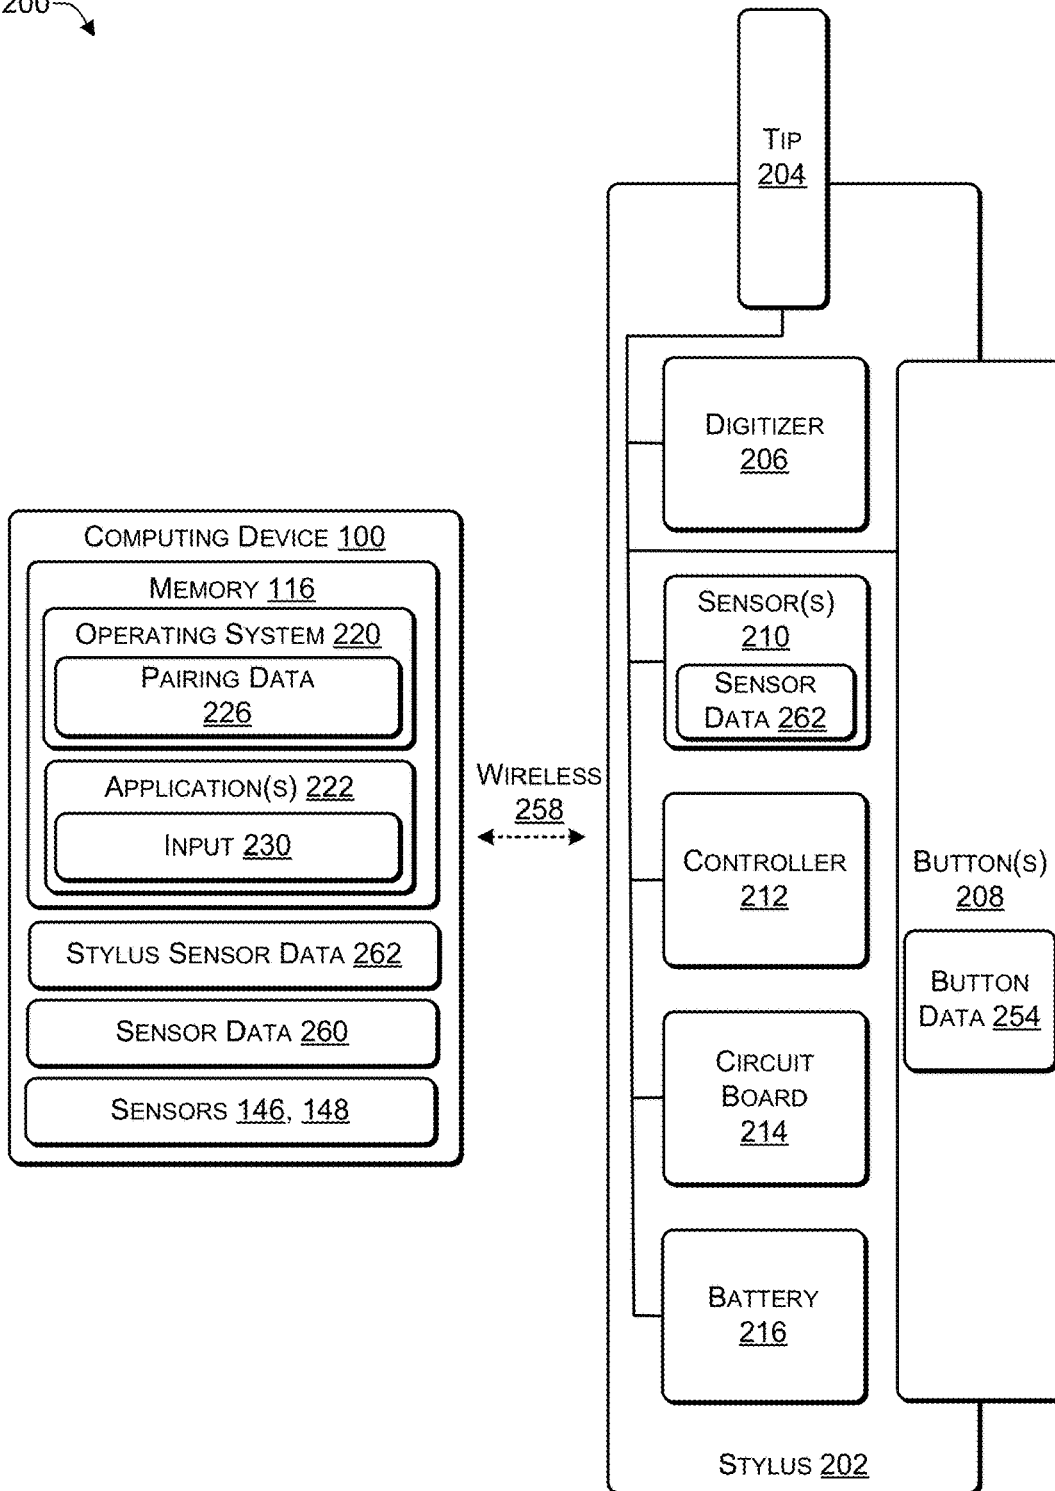 200
TIP
204
DIGITIZER
206
COMPUTING DEVICE 100
MEMORY 116
OPERATING SYSTEM 220
PAIRING DATA
226
APPLICATION(S) 222
INPUT 230
STYLUS SENSOR DATA 262
SENSOR DATA 260
SENSORS 146, 148
WIRELESS
258
SENSOR(S)
210
SENSOR
DATA 262
CONTROLLER
212
BUTTON(S)
208
BUTTON
DATA 254
CIRCUIT
BOARD
214
BATTERY
216
STYLUS 202